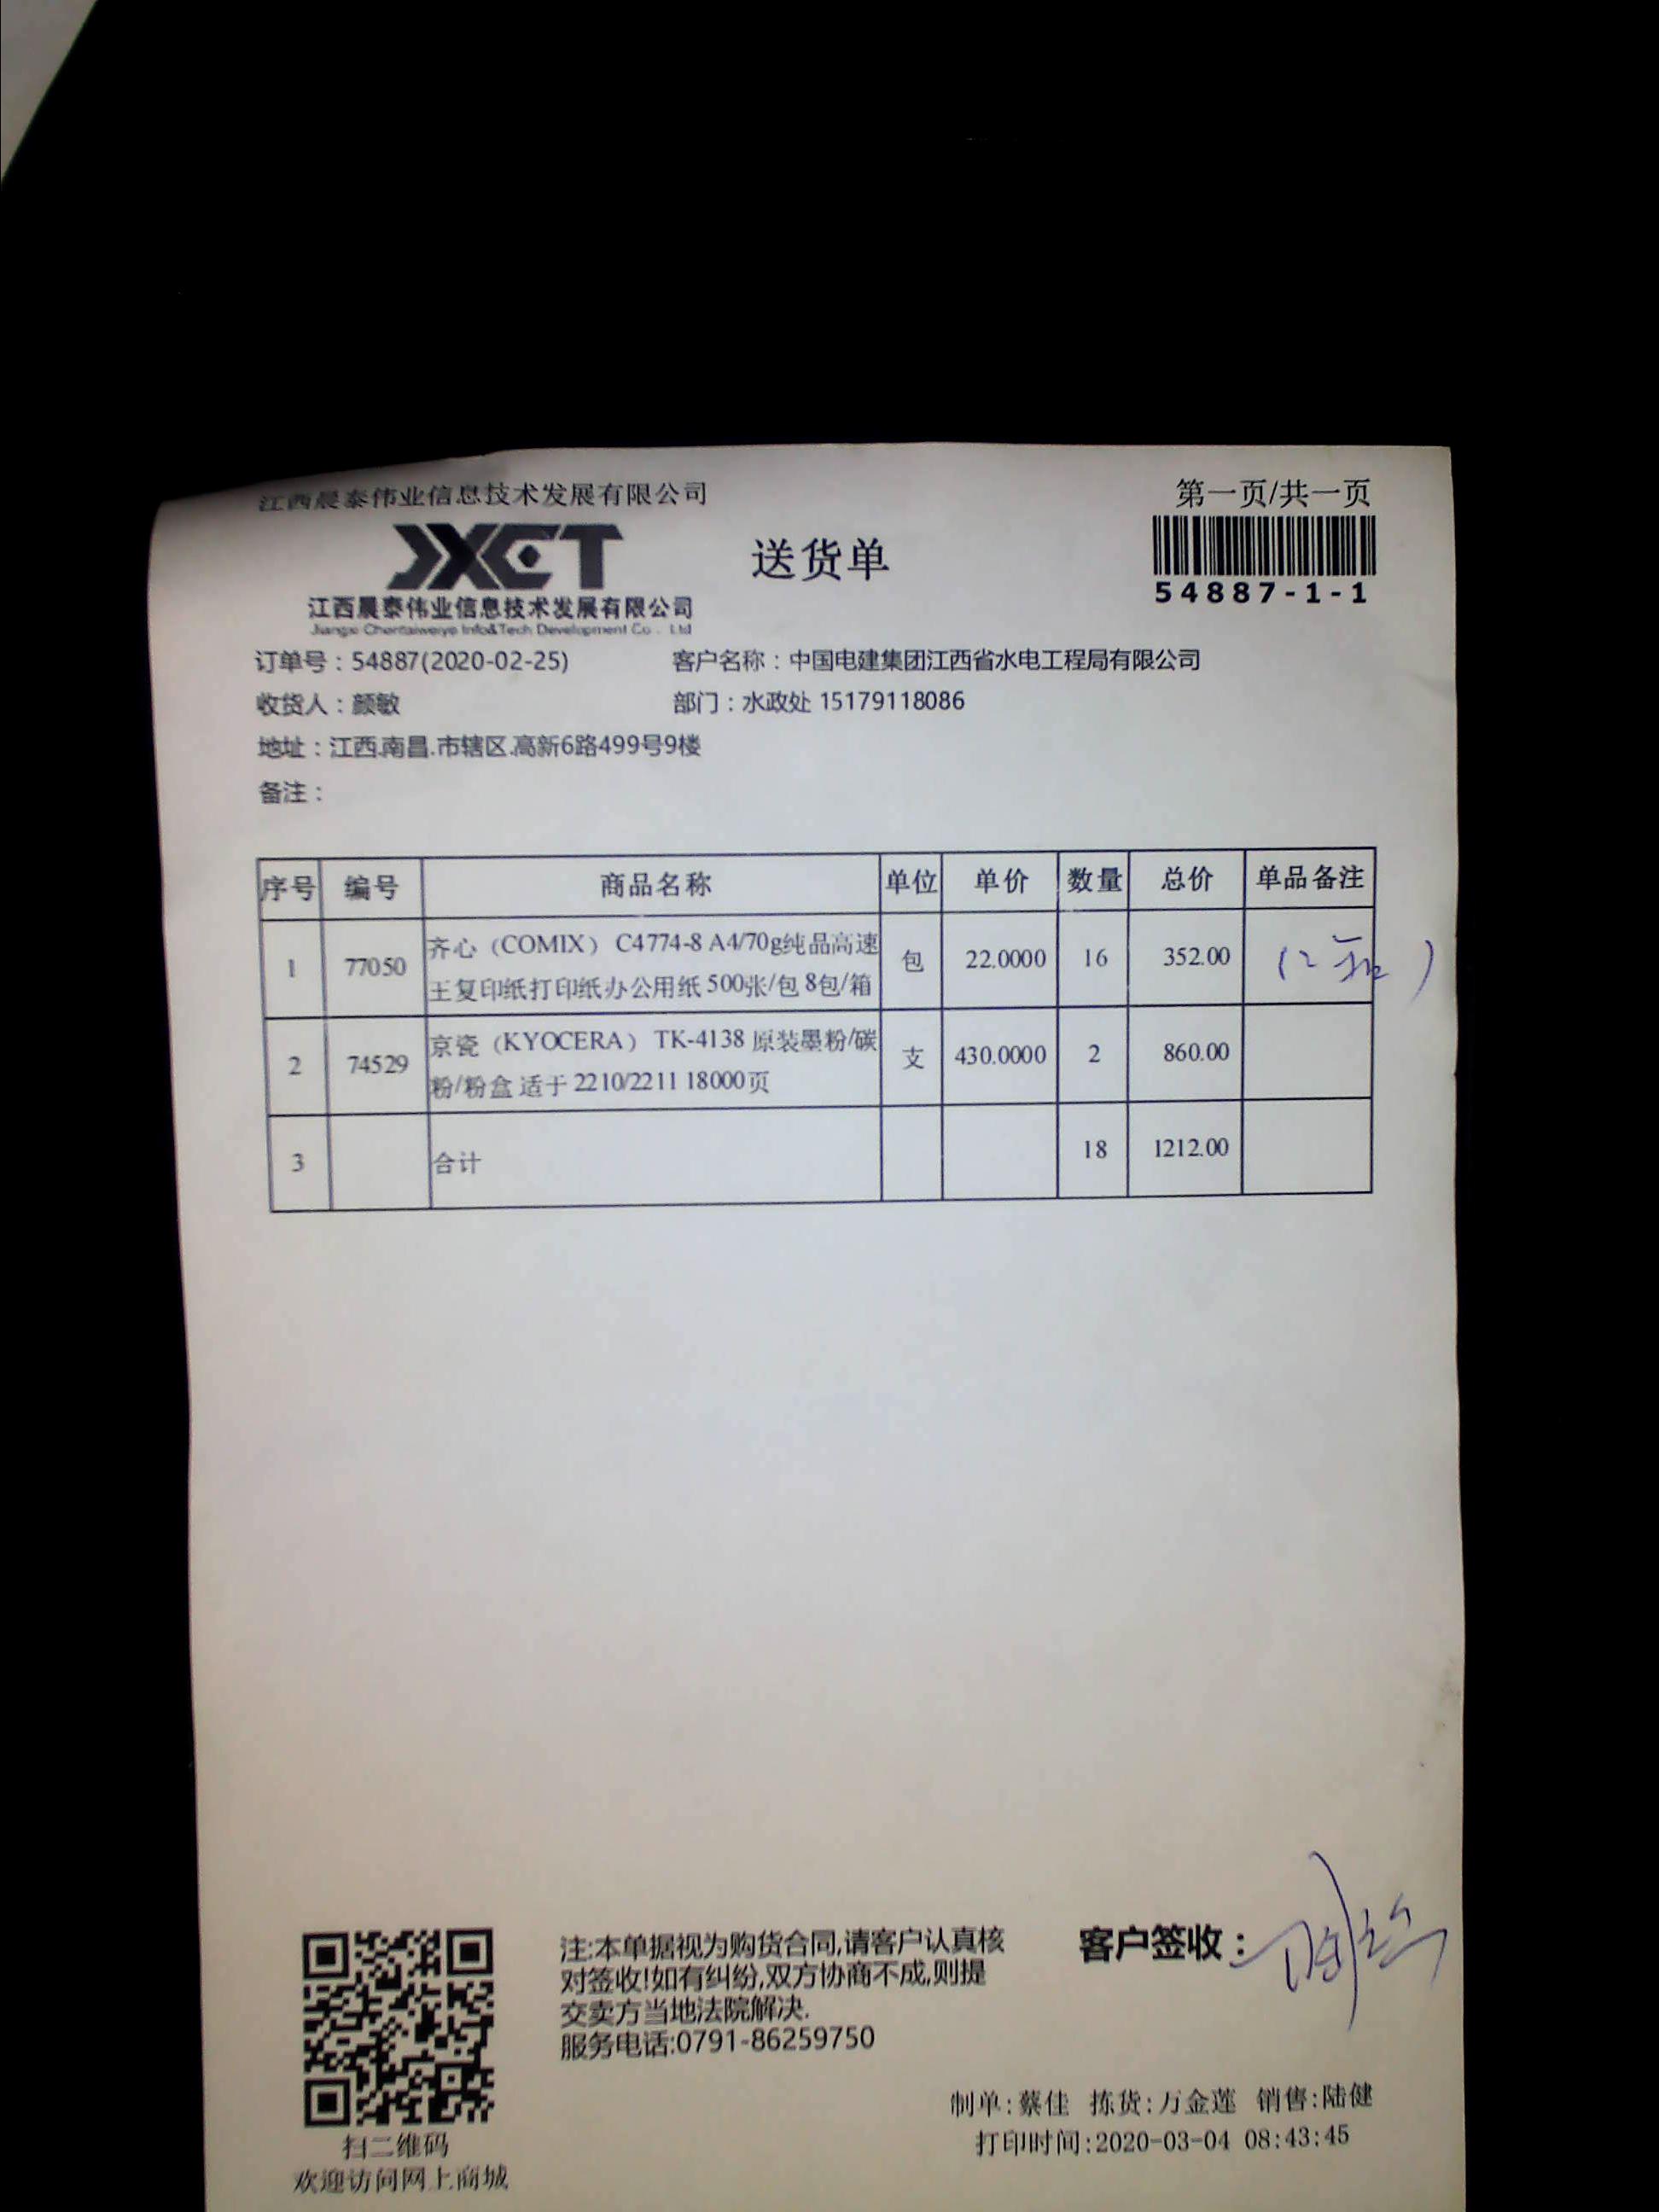 江西晨泰伟业信息技术发展有限公司
第一页/共一页
JXCT
送货单
54887-1-1
江西晨泰伟业信息技术发展有限公司
Jiangxi Chentaiweiye Info&Tech Development Co., Ltd
订单号：54887(2020-02-25) 客户名称：中国电建集团江西省水电工程局有限公司
收货人：颜敏 部门：水政处 15179118086
地址：江西.南昌.市辖区.高新6路499号9楼
备注：
序号 编号 商品名称 单位 单价 数量 总价 单品备注
1 77050 齐心（COMIX） C4774-8 A4/70g纯品高速王复印纸打印纸办公用纸 500张/包 8包/箱 包 22.0000 16 352.00
2 74529 京瓷（KYOCERA） TK-4138 原装墨粉/碳粉/粉盒 适于 2210/2211 18000页 支 430.0000 2 860.00
3 合计 18 1212.00
注:本单据视为购货合同,请客户认真核
对签收!如有纠纷,双方协商不成,则提
交卖方当地法院解决.
服务电话:0791-86259750
客户签收：
扫二维码
欢迎访问网上商城
制单:蔡佳 拣货:万金莲 销售:陆健
打印时间:2020-03-04 08:43:45